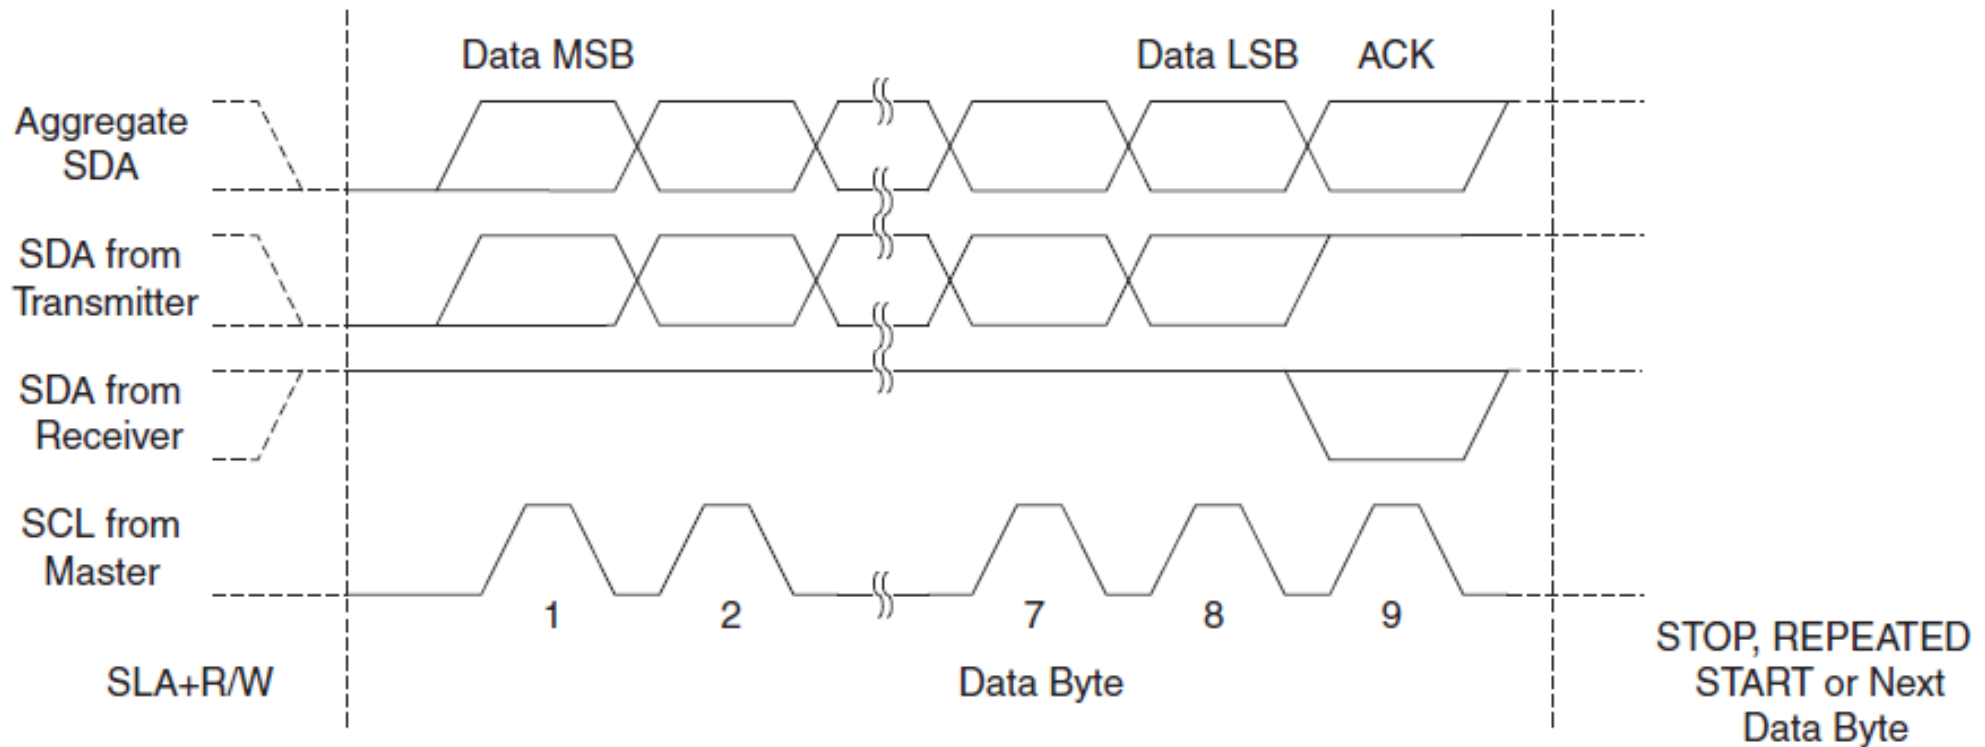 Data MSB
Data LSB
ACK
Aggregate
SDA
SDA from
Transmitter
SDA from
Receiver
SCL from
Master
1
2
7
8
9
SLA+R/W
Data Byte
STOP, REPEATED
START or Next
Data Byte